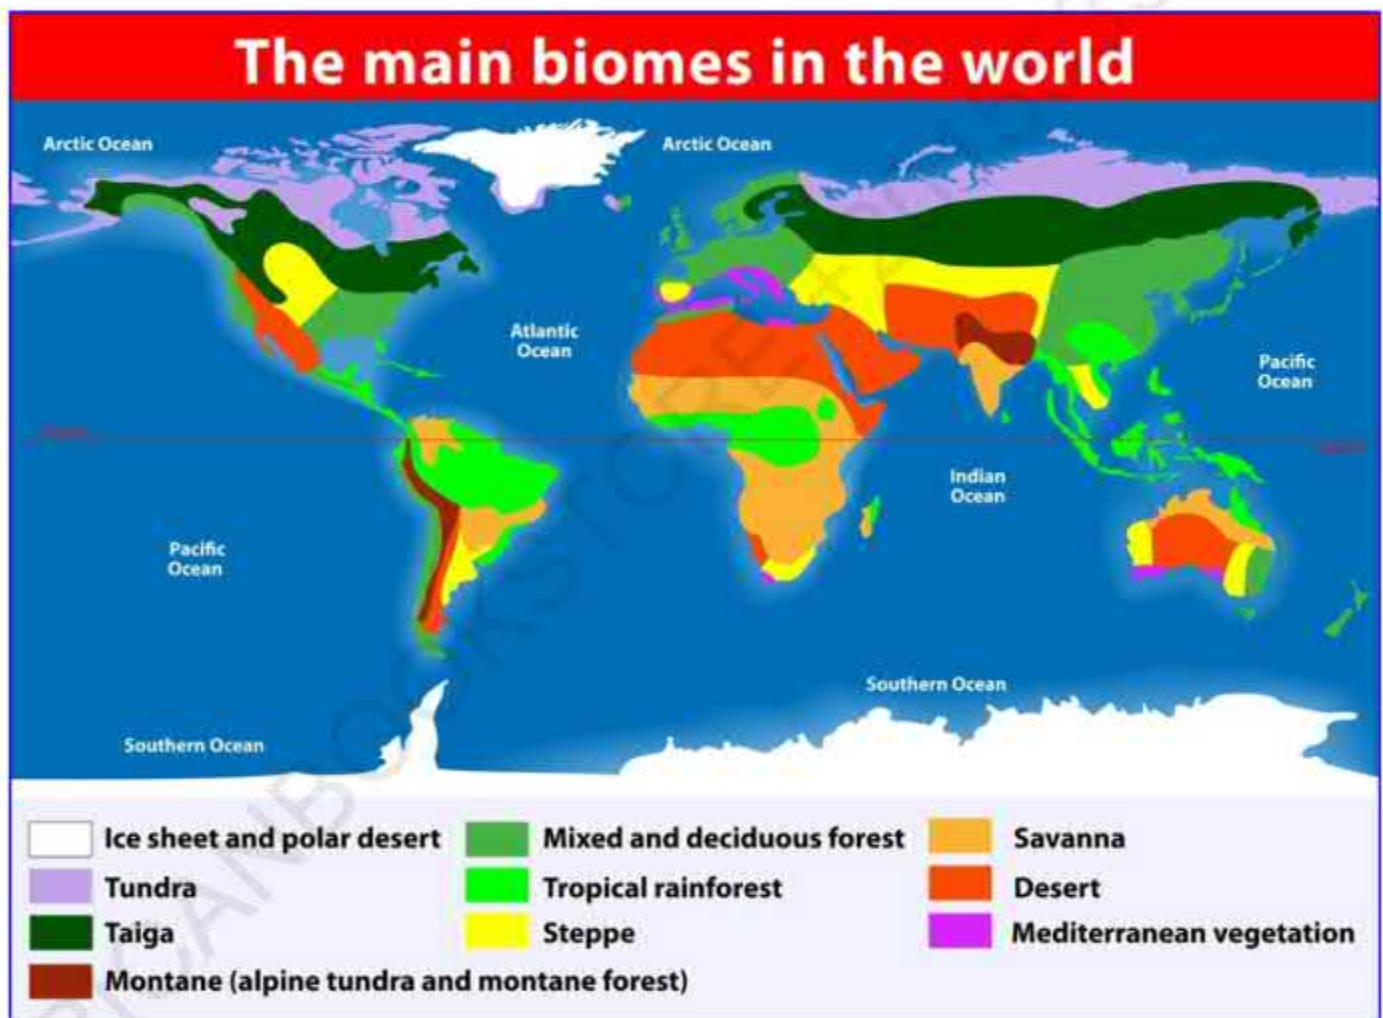 The main biomes in the world
Arctic Ocean
Arctic Ocean
Atlantic
Ocean
Pacific
Ocean
Indian
Ocean
Pacific
Ocean
Southern Ocean
Southern Ocean
Ice sheet and polar desert
Mixed and deciduous forest
Savanna
Tundra
Tropical rainforest
Desert
Taiga
Steppe
Mediterranean vegetation
Montane (alpine tundra and montane forest)